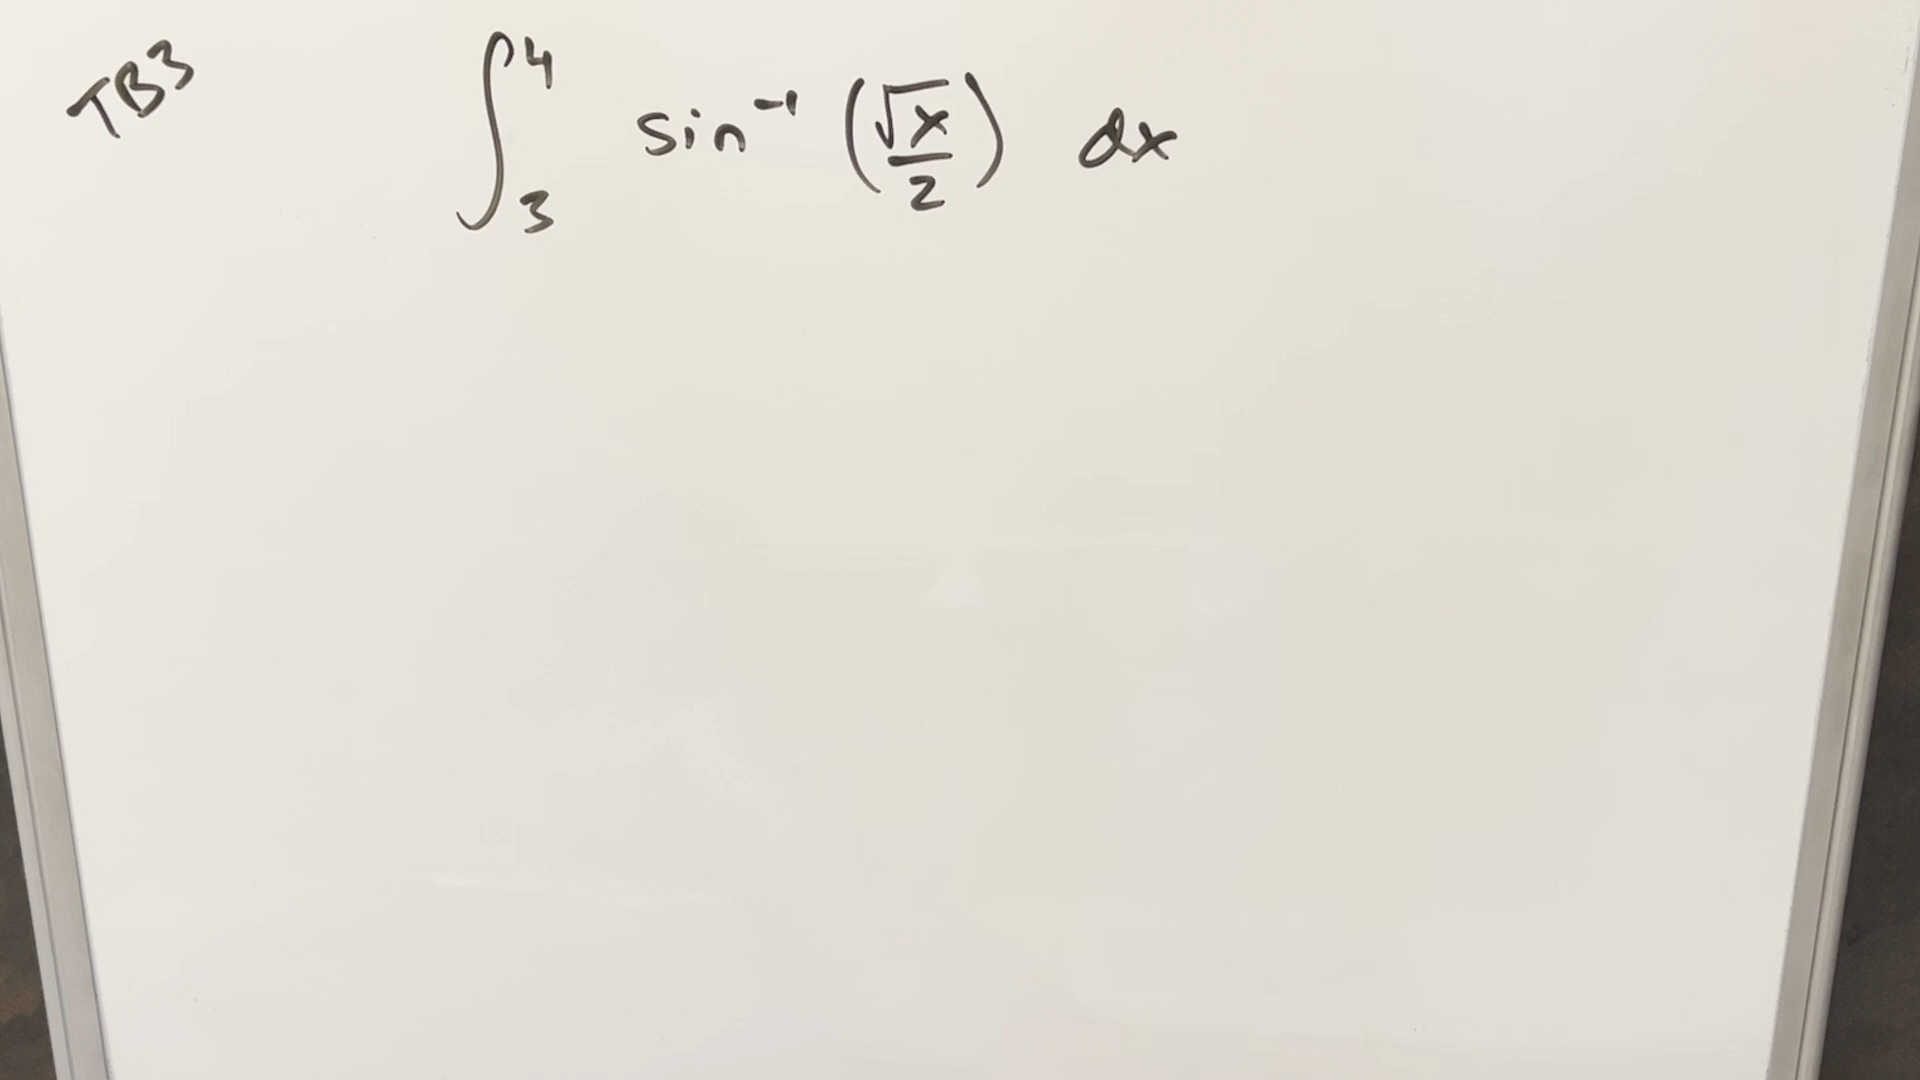 TB3
∫₃⁴ sin⁻¹ (√x/2) dx